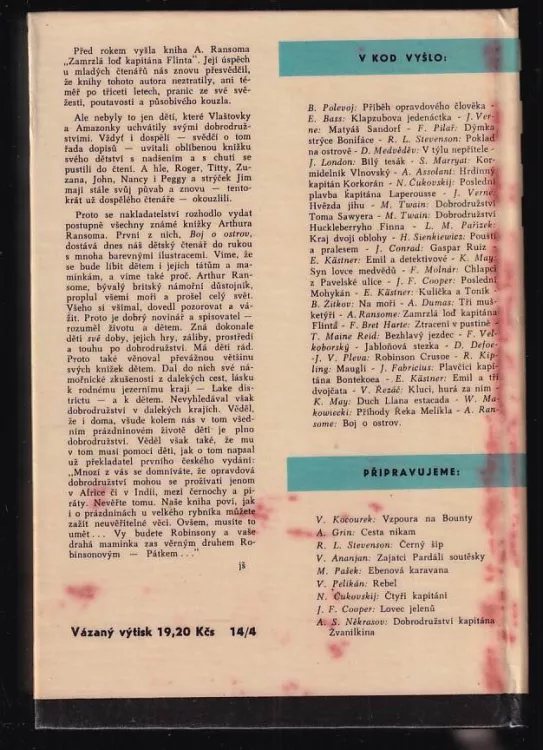 Před rokem vyšla kniha A. Ransoma
„Zamrzlá loď kapitána Flinta". Její úspěch
u mladých čtenářů nás znovu přesvědčil,
že knihy tohoto autora neztratily, ani té-
měř po třiceti letech, pranic ze své své-
žesti, poutavosti a působivého kouzla.
Ale nebyly to jen děti, které Vlaštovky
a Amazonky uchvátily svými dobrodruž-
stvími. Vždyť i dospělí – svědčí o tom
řada dopisů – uvítali oblíbenou knížku
svého dětství s nadšením a s chutí se
pustili do čtení. A hle, Roger, Titty, Zu-
zana, John, Nancy i Peggy a strýček Jim
mají stále svůj půvab a znovu – tento-
krát už dospělého čtenáře – okouzlili.
Proto se nakladatelství rozhodlo vydat
postupně všechny známé knížky Arthura
Ransoma. První z nich, Boj o ostrov,
dostává dnes náš dětský čtenář do rukou
s mnoha barevnými ilustracemi. Víme, že
se bude líbit dětem i jejich tátům a ma-
minkám, a víme také proč. Arthur Ran-
some, bývalý britský námořní důstojník,
proplul všemi moři a prošel celý svět.
Všeho si všímal, dovedl pozorovat a vá-
žit. Proto je dobrý novinář a spisovatel –
rozuměl životu a dětem. Zná dokonale
děti své doby, jejich hry, záliby, prostředí
a touhu po dobrodružství. Má děti rád.
Proto také věnoval převážnou většinu
svých knížek dětem. Dal do nich své ná-
mořnické zkušenosti z dalekých cest, lásku
k rodnému jezernímu kraji – Lake dis-
trictu – a k dětem. Nevyhledával však
dobrodružství v dalekých krajích. Věděl,
že i doma, všude kolem nás v tom všed-
ním prázdninovém životě dětí je plno
dobrodružství. Věděl však také, že mu
v tom musí pomoci děti, jak o tom napsal
už překladatel prvního českého vydání:
„Mnozí z vás se domníváte, že opravdová
dobrodružství mohou se prožívati jenom
v Africe či v Indii, mezi černochy a pi-
ráty. Nevěřte tomu. Naše kniha poví, jak
i o prázdninách u velkého rybníka můžete
zažít neuvěřitelné věci. Ovšem, musíte to
umět... Vy budete Robinsony a vaše
drahá maminka zas věrným druhem Ro-
binsonovým – Pátkem..."
jš
Vázaný výtisk 19,20 Kčs 14/4
V KOD VYŠLO:
B. Polevoj: Příběh opravdového člověka -
E. Bass: Klapzubova jedenáctka - J. Ver-
ne: Matyáš Sandorf - F. Pilař: Dýmka
strýce Bonifáce - R. L. Stevenson: Poklad
na ostrově - D. Medveděv: V týlu nepřítele -
J. London: Bílý tesák - S. Marryat: Kor-
midelník Vlnovský - A. Assolant: Hrdinný
kapitán Korkorán - N. Čukovskij: Poslední
plavba kapitána Laperouse - J. Verne:
Hvězda jihu - M. Twain: Dobrodružství
Toma Sawyera - M. Twain: Dobrodružství
Huckleberryho Finna - L. M. Pařízek:
Kraj dvojí oblohy - H. Sienkiewicz: Pouští
a pralesem - J. Conrad: Gaspar Ruiz -
E. Kästner: Emil a detektivové - K. May:
Syn lovce medvědů - F. Molnár: Chlapci
z Pavelské ulice - J. F. Cooper: Poslední
Mohykán - E. Kästner: Kulička a Toník -
B. Žitkov: Na moři - A. Dumas: Tři muš-
ketýři - A. Ransome: Zamrzlá loď kapitána
Flinta - F. Bret Harte: Ztraceni v pustině -
T. Maine Reid: Bezhlavý jezdec - F. Vel-
koborský - Jabloňová stezka - D. Defoe-
-J. V. Pleva: Robinson Crusoe - R. Kip-
ling: Mauglí - J. Fabricius: Plavčíci kapi-
tána Bontekoea - E. Kästner: Emil a tři
dvojčata - V. Řezáč: Kluci, hurá za ním -
K. May: Duch Llana estacada - W. Ma-
kowiecki: Příhody Řeka Melikla - A. Ran-
some: Boj o ostrov.
PŘIPRAVUJEME:
V. Kocourek: Vzpoura na Bounty
A. Grin: Cesta nikam
R. L. Stevenson: Černý šíp
V. Ananjan: Zajatci Pardálí soutěsky
M. Pašek: Ebenová karavana
V. Pelikán: Rebel
N. Čukovskij: Čtyři kapitáni
J. F. Cooper: Lovec jelenů
A. S. Někrasov: Dobrodružství kapitána
Žvanilkina